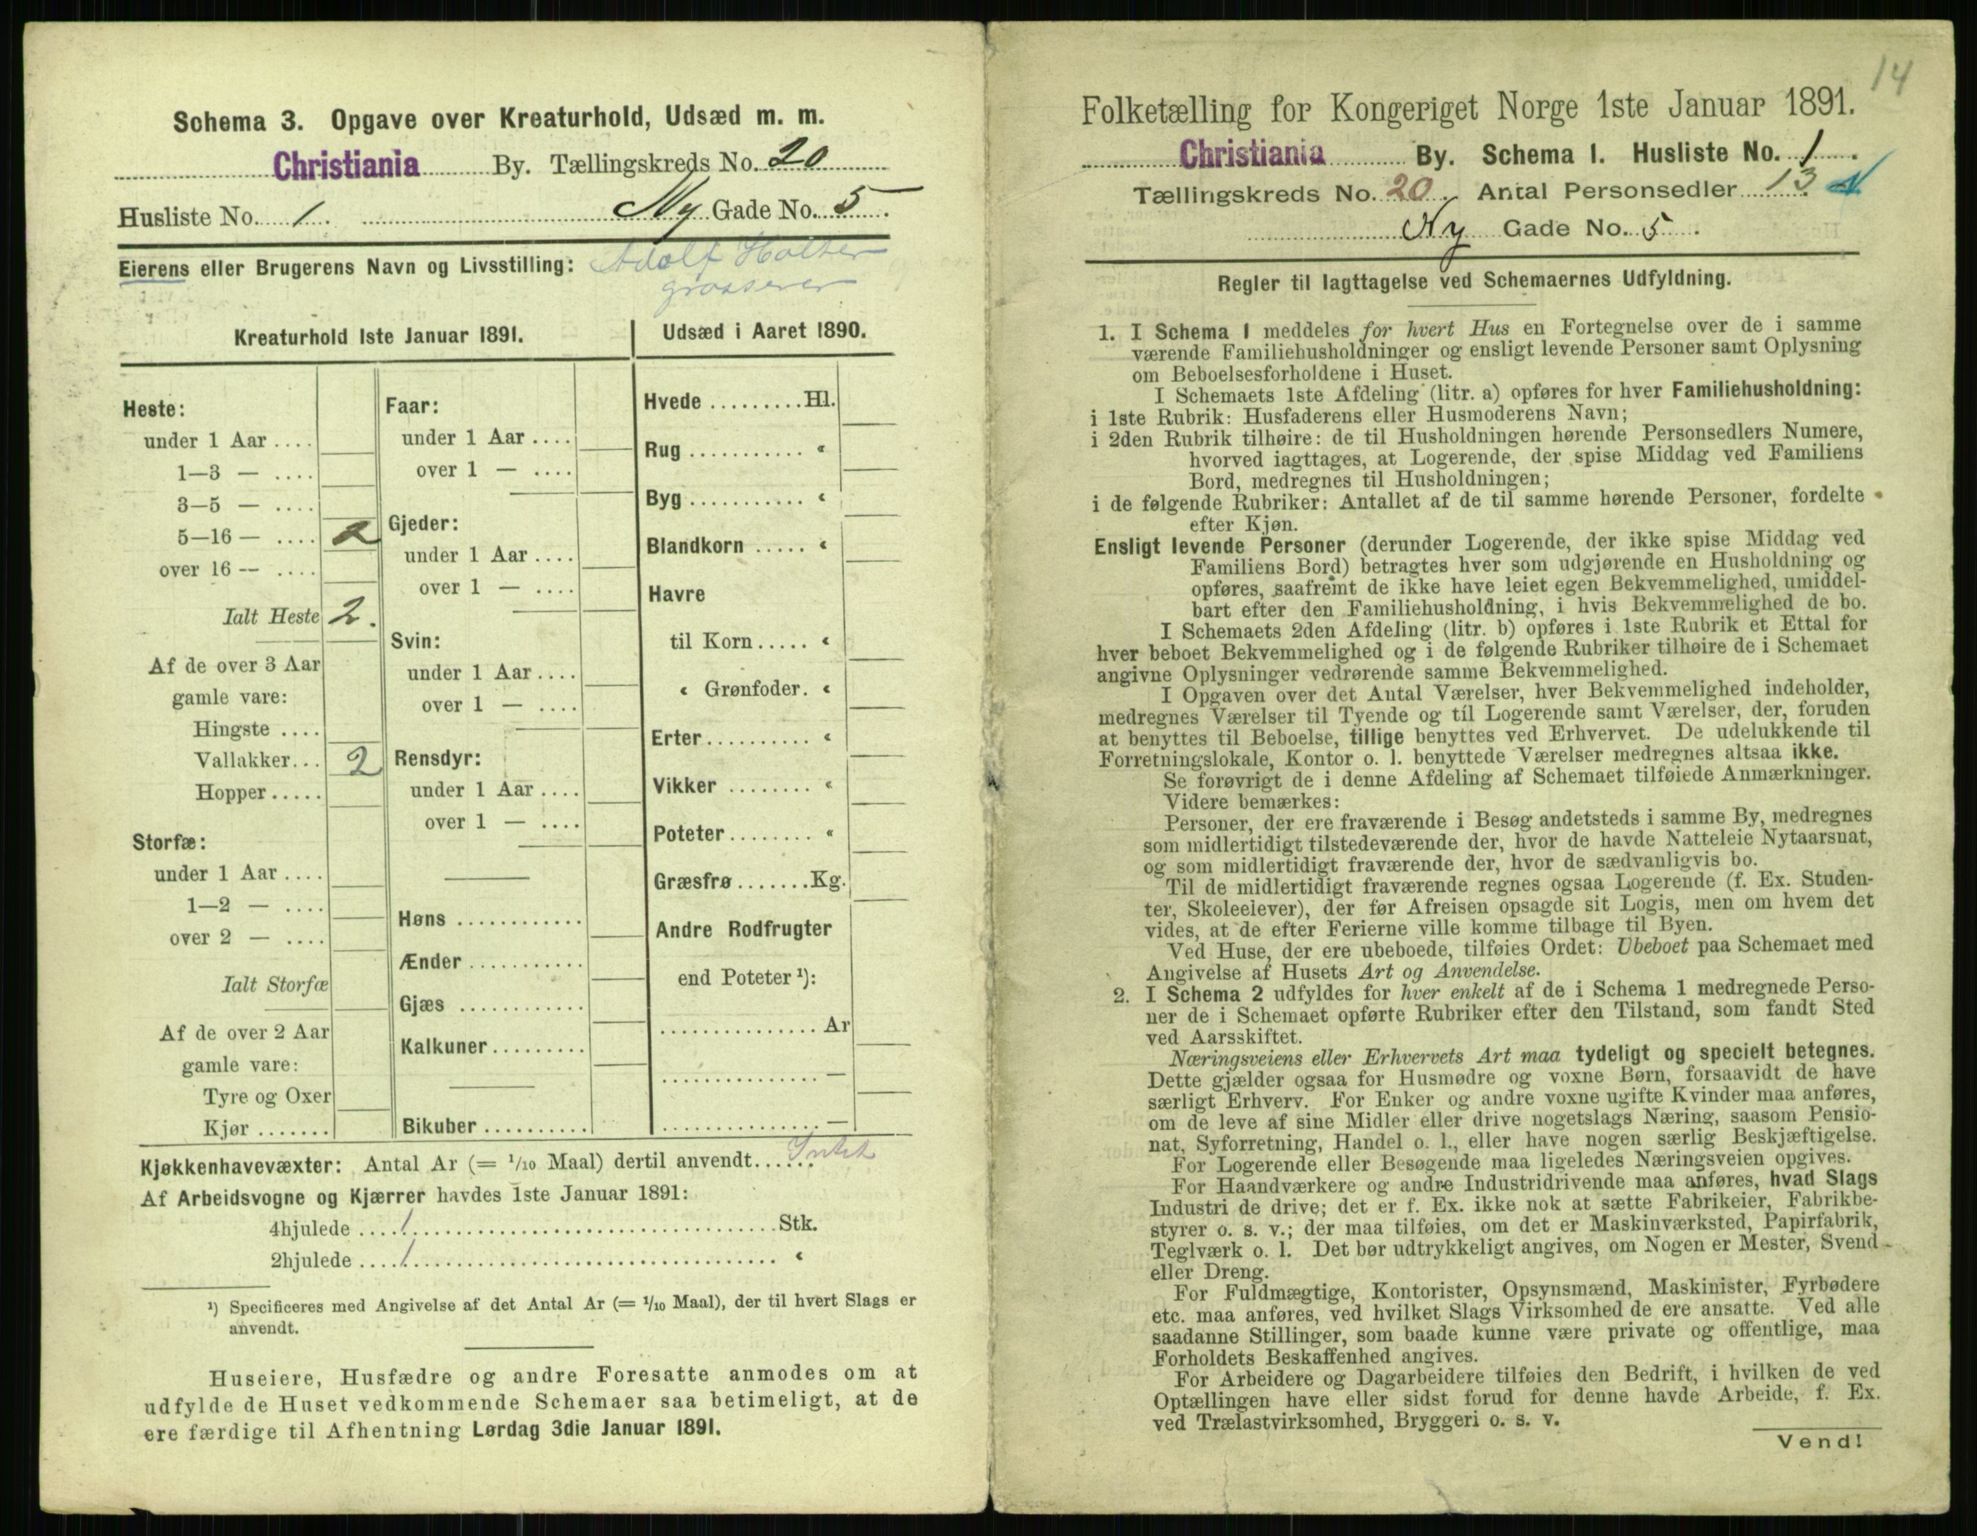 Schema 3. Opgave over Kreaturhold, Udsæd m. m.
Christiania By. Tællingskreds No. 20
Husliste No. 1. Ny Gade No. 5.
Eierens eller Brugerens Navn og Livsstilling: Adolf Holter
grosserer
Kreaturhold 1ste Januar 1891.
Heste:
under 1 Aar ....
1—3 — ....
3—5 — ....
5—16 — .... 2
over 16 — ....
Ialt Heste 2.
Af de over 3 Aar
gamle vare:
Hingste ....
Vallakker... 2
Hopper .....
Storfæ:
under 1 Aar ....
1—2 — ....
over 2 — ....
Ialt Storfæ
Af de over 2 Aar
gamle vare:
Tyre og Oxer
Kjør .......
Faar:
under 1 Aar ....
over 1 — ....
Gjeder:
under 1 Aar ....
over 1 — ....
Svin:
under 1 Aar ....
over 1 — ....
Rensdyr:
under 1 Aar ....
over 1 — ....
Høns ............
Ænder ...........
Gjæs ............
Kalkuner.........
Bikuber ..........
Udsæd i Aaret 1890.
Hvede .........Hl.
Rug ........... "
Byg ........... "
Blandkorn ..... "
Havre
til Korn..... "
" Grønfoder. "
Erter.......... "
Vikker ........ "
Poteter........ "
Græsfrø.......Kg.
Andre Rodfrugter
end Poteter ¹):
............... Ar
............... —
............... —
Kjøkkenhavevæxter: Antal Ar (= 1/10 Maal) dertil anvendt...... Intet
Af Arbeidsvogne og Kjærrer havdes 1ste Januar 1891:
4hjulede .... 1 ........ Stk.
2hjulede .... 1 ........ "
¹) Specificeres med Angivelse af det Antal Ar (= 1/10 Maal), der til hvert Slags er
anvendt.
Huseiere, Husfædre og andre Foresatte anmodes om at
udfylde de Huset vedkommende Schemaer saa betimeligt, at de
ere færdige til Afhentning Lørdag 3die Januar 1891.
14
Folketælling for Kongeriget Norge 1ste Januar 1891.
Christiania By. Schema 1. Husliste No. 1.
Tællingskreds No. 20. Antal Personsedler 13.
Ny Gade No. 5.
Regler til Iagttagelse ved Schemaernes Udfyldning.
1. I Schema 1 meddeles for hvert Hus en Fortegnelse over de i samme
værende Familiehusholdninger og ensligt levende Personer samt Oplysning
om Beboelsesforholdene i Huset.
I Schemaets 1ste Afdeling (litr. a) opføres for hver Familiehusholdning:
i 1ste Rubrik: Husfaderens eller Husmoderens Navn;
i 2den Rubrik tilhøire: de til Husholdningen hørende Personsedlers Numere,
hvorved iagttages, at Logerende, der spise Middag ved Familiens
Bord, medregnes til Husholdningen;
i de følgende Rubriker: Antallet af de til samme hørende Personer, fordelte
efter Kjøn.
Ensligt levende Personer (derunder Logerende, der ikke spise Middag ved
Familiens Bord) betragtes hver som udgjørende en Husholdning og
opføres, saafremt de ikke have leiet egen Bekvemmelighed, umiddel-
bart efter den Familiehusholdning, i hvis Bekvemmelighed de bo.
I Schemaets 2den Afdeling (litr. b) opføres i 1ste Rubrik et Ettal for
hver beboet Bekvemmelighed og i de følgende Rubriker tilhøire de i Schemaet
angivne Oplysninger vedrørende samme Bekvemmelighed.
I Opgaven over det Antal Værelser, hver Bekvemmelighed indeholder,
medregnes Værelser til Tyende og til Logerende samt Værelser, der, foruden
at benyttes til Beboelse, tillige benyttes ved Erhvervet. De udelukkende til
Forretningslokale, Kontor o. l. benyttede Værelser medregnes altsaa ikke.
Se forøvrigt de i denne Afdeling af Schemaet tilføiede Anmærkninger.
Videre bemærkes:
Personer, der ere fraværende i Besøg andetsteds i samme By, medregnes
som midlertidigt tilstedeværende der, hvor de havde Natteleie Nytaarsnat,
og som midlertidigt fraværende der, hvor de sædvanligvis bo.
Til de midlertidigt fraværende regnes ogsaa Logerende (f. Ex. Studen-
ter, Skoleelever), der før Afreisen opsagde sit Logis, men om hvem det
vides, at de efter Ferierne ville komme tilbage til Byen.
Ved Huse, der ere ubeboede, tilføies Ordet: Ubeboet paa Schemaet med
Angivelse af Husets Art og Anvendelse.
2. I Schema 2 udfyldes for hver enkelt af de i Schema 1 medregnede Perso-
ner de i Schemaet opførte Rubriker efter den Tilstand, som fandt Sted
ved Aarsskiftet.
Næringsveiens eller Erhvervets Art maa tydeligt og specielt betegnes.
Dette gjælder ogsaa for Husmødre og voxne Børn, forsaavidt de have
særligt Erhverv. For Enker og andre voxne ugifte Kvinder maa anføres,
om de leve af sine Midler eller drive nogetslags Næring, saasom Pensio-
nat, Syforretning, Handel o. l., eller have nogen særlig Beskjæftigelse.
For Logerende eller Besøgende maa ligeledes Næringsveien opgives.
For Haandværkere og andre Industridrivende maa anføres, hvad Slags
Industri de drive; det er f. Ex. ikke nok at sætte Fabrikeier, Fabrikbe-
styrer o. s. v.; der maa tilføies, om det er Maskinværksted, Papirfabrik,
Teglværk o. l. Det bør udtrykkeligt angives, om Nogen er Mester, Svend
eller Dreng.
For Fuldmægtige, Kontorister, Opsynsmænd, Maskinister, Fyrbødere
etc. maa anføres, ved hvilket Slags Virksomhed de ere ansatte. Ved alle
saadanne Stillinger, som baade kunne være private og offentlige, maa
Forholdets Beskaffenhed angives.
For Arbeidere og Dagarbeidere tilføies den Bedrift, i hvilken de ved
Optællingen have eller sidst forud for denne havde Arbeide, f. Ex.
ved Trælastvirksomhed, Bryggeri o. s. v.
Vend!